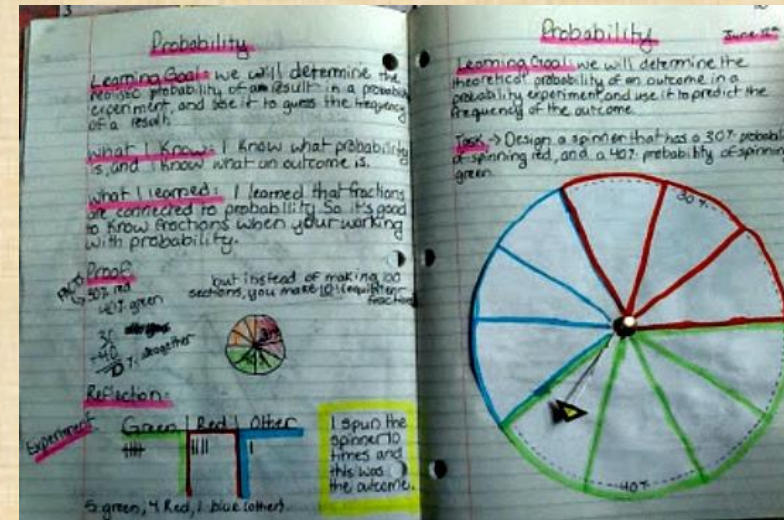 Probability
Learning Goal: we will determine the
realistic probability of an result in a probability
experiment, and use it to guess the frequency
of a result.
What I Know: I know what probability
is, and I know what an outcome is.
What I learned: I learned that fractions
are connected to probability so it's good
to know fractions when your working
with probability.
Proof
FACTS
30% red
40% green
30
+40
% altogether
but instead of making 100
sections, you make 10! (equivilent
fraction
Reflection:
Experiment
Green | Red | Other
5 green, 4 Red, 1 blue (other).
I spun the
spinner 10
times and
this was
the outcome.
Probability
June
Learning Goal: we will determine the
theoretical probability of an outcome in a
probability experiment, and use it to predict the
frequency of the outcome.
Task → Design a spinner that has a 30% probabi
of spinning red, and a 40% probability of spinnin
green.
30%
40%